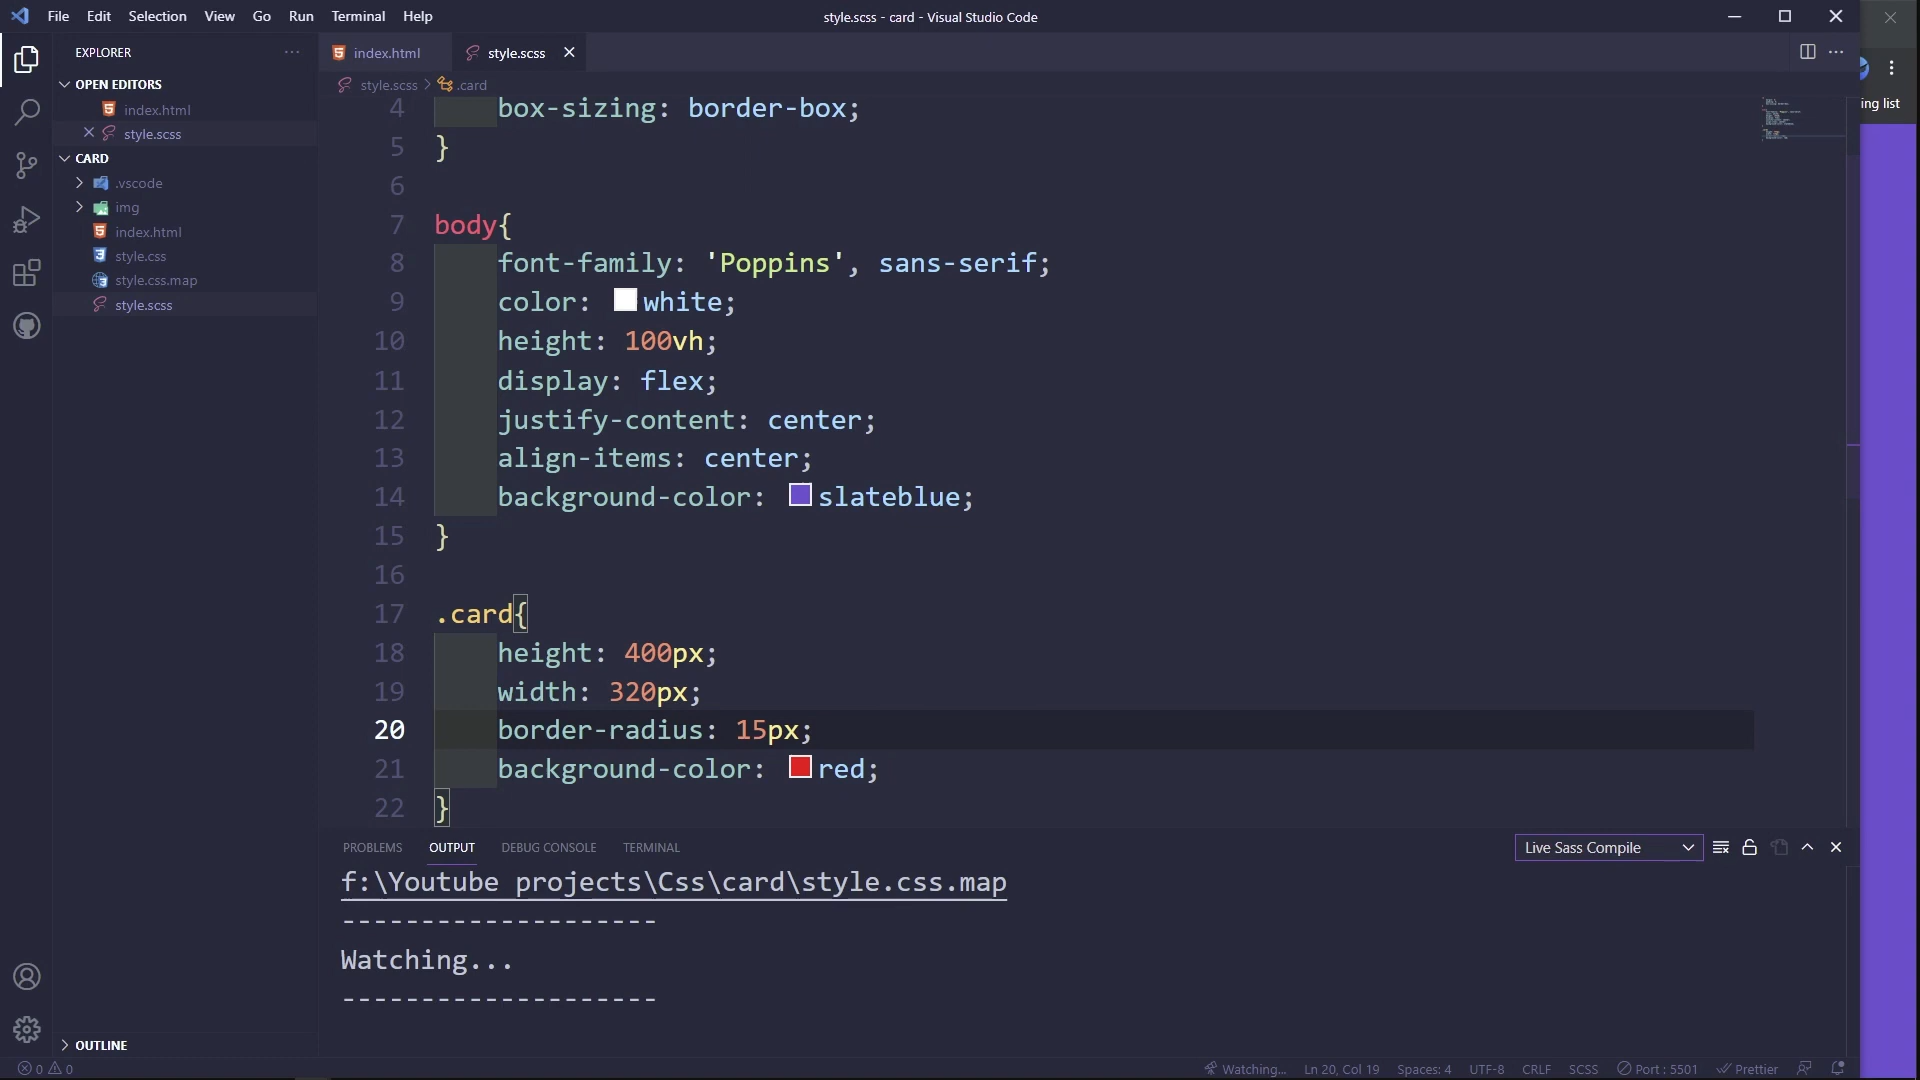 File Edit Selection View Go Run Terminal Help
style.scss - card - Visual Studio Code
EXPLORER
OPEN EDITORS
index.html
style.scss
CARD
.vscode
img
index.html
style.css
style.css.map
style.scss
OUTLINE
index.html style.scss
style.scss > .card
4 box-sizing: border-box;
5 }
6
7 body{
8 font-family: 'Poppins', sans-serif;
9 color: white;
10 height: 100vh;
11 display: flex;
12 justify-content: center;
13 align-items: center;
14 background-color: slateblue;
15 }
16
17 .card{
18 height: 400px;
19 width: 320px;
20 border-radius: 15px;
21 background-color: red;
22 }
PROBLEMS OUTPUT DEBUG CONSOLE TERMINAL
Live Sass Compile
f:\Youtube projects\Css\card\style.css.map
--------------------
Watching...
--------------------
0 0
Watching... Ln 20, Col 19 Spaces: 4 UTF-8 CRLF SCSS Port : 5501 Prettier
ing list